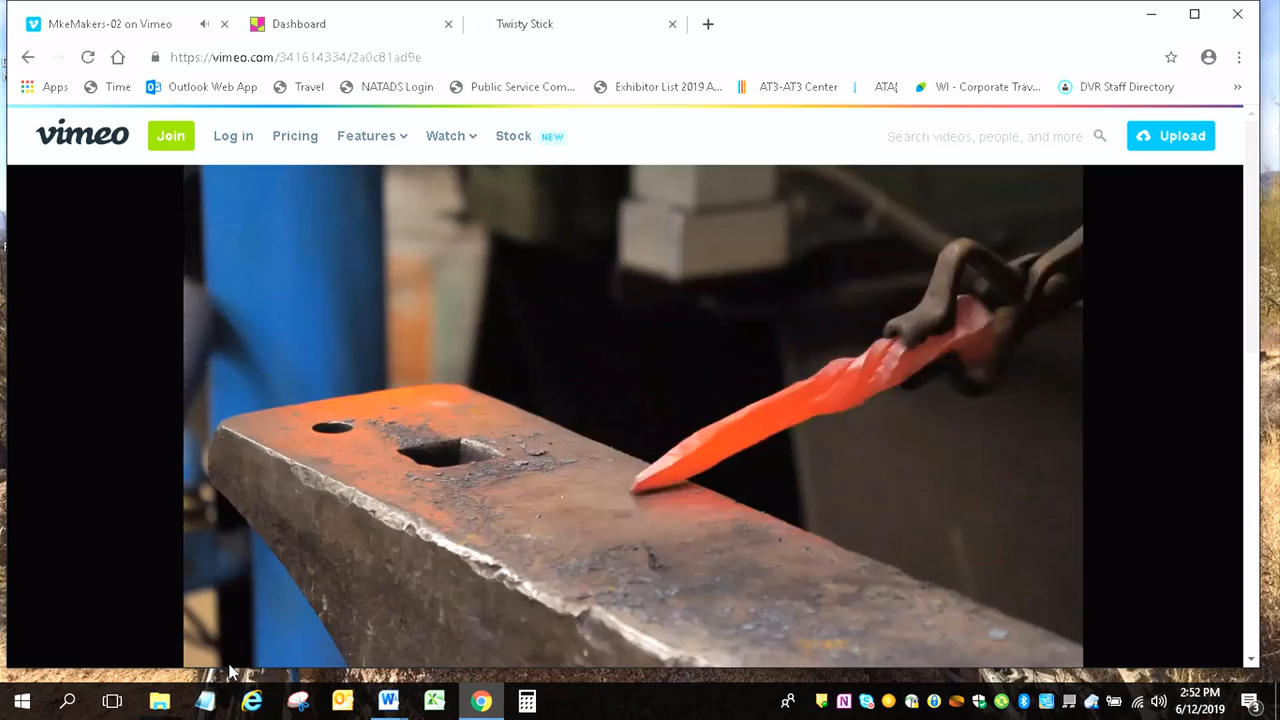 MkeMakers-02 on Vimeo
Dashboard
Twisty Stick
https://vimeo.com/341614334/2a0c81ad9e
Apps Time Outlook Web App Travel NATADS Login Public Service Com... Exhibitor List 2019 A... AT3-AT3 Center ATA[ WI - Corporate Trav... DVR Staff Directory
vimeo Join Log in Pricing Features Watch Stock NEW Search videos, people, and more Upload
2:52 PM
6/12/2019